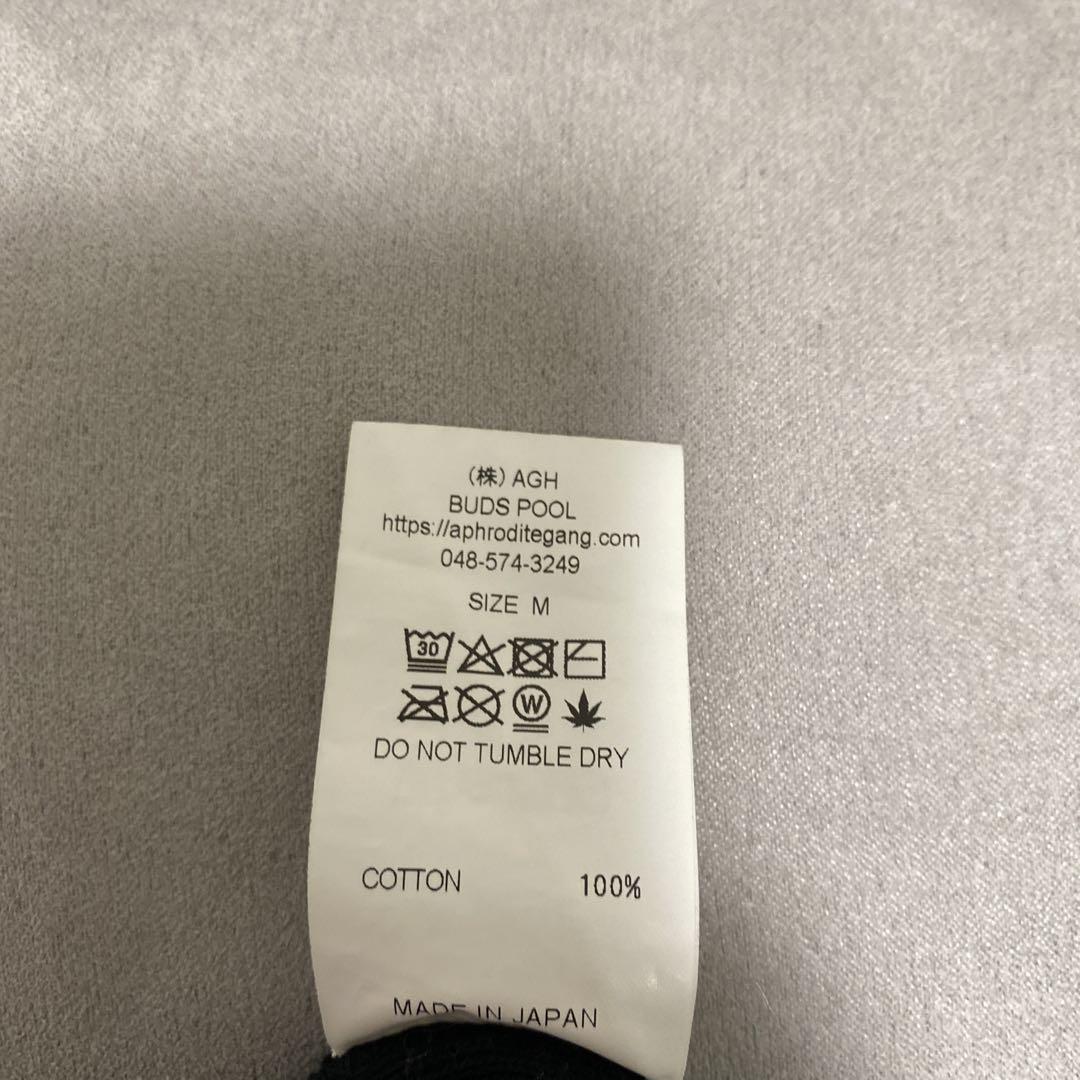 (株) AGH
BUDS POOL
https://aphroditegang.com
048-574-3249
SIZE M
30
W
DO NOT TUMBLE DRY
COTTON 100%
MADE IN JAPAN